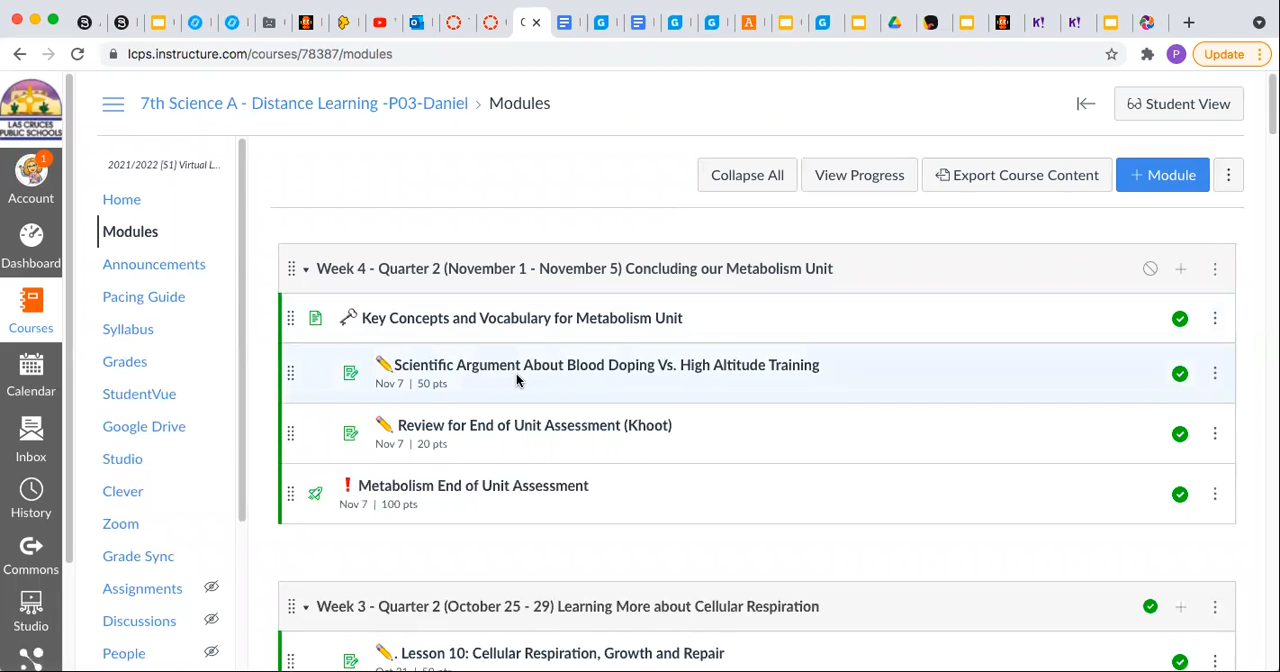 C
A
K!
K!
lcps.instructure.com/courses/78387/modules
P
Update
LAS CRUCES
PUBLIC SCHOOLS
7th Science A - Distance Learning -P03-Daniel > Modules
Student View
1
Account
Dashboard
Courses
Calendar
Inbox
History
Commons
Studio
2021/2022 [S1] Virtual L...
Home
Modules
Announcements
Pacing Guide
Syllabus
Grades
StudentVue
Google Drive
Studio
Clever
Zoom
Grade Sync
Assignments
Discussions
People
Collapse All
View Progress
Export Course Content
+ Module
Week 4 - Quarter 2 (November 1 - November 5) Concluding our Metabolism Unit
Key Concepts and Vocabulary for Metabolism Unit
Scientific Argument About Blood Doping Vs. High Altitude Training
Nov 7 | 50 pts
Review for End of Unit Assessment (Khoot)
Nov 7 | 20 pts
❗ Metabolism End of Unit Assessment
Nov 7 | 100 pts
Week 3 - Quarter 2 (October 25 - 29) Learning More about Cellular Respiration
. Lesson 10: Cellular Respiration, Growth and Repair